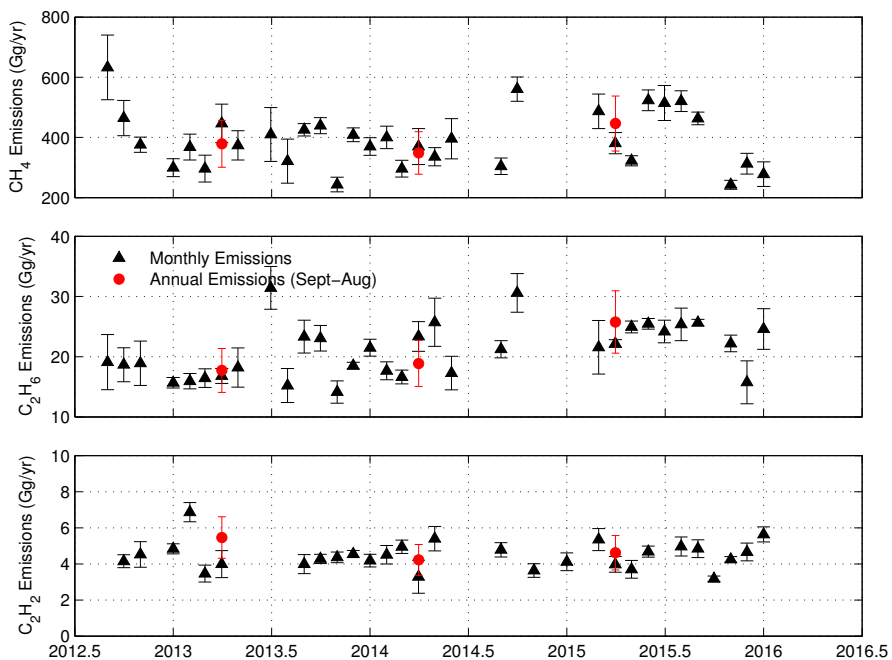 800
600
400
200
CH4 Emissions (Gg/yr)
40
30
20
10
C2H6 Emissions (Gg/yr)
Monthly Emissions
Annual Emissions (Sept−Aug)
10
8
6
4
2
0
C2H2 Emissions (Gg/yr)
2012.5 2013 2013.5 2014 2014.5 2015 2015.5 2016 2016.5